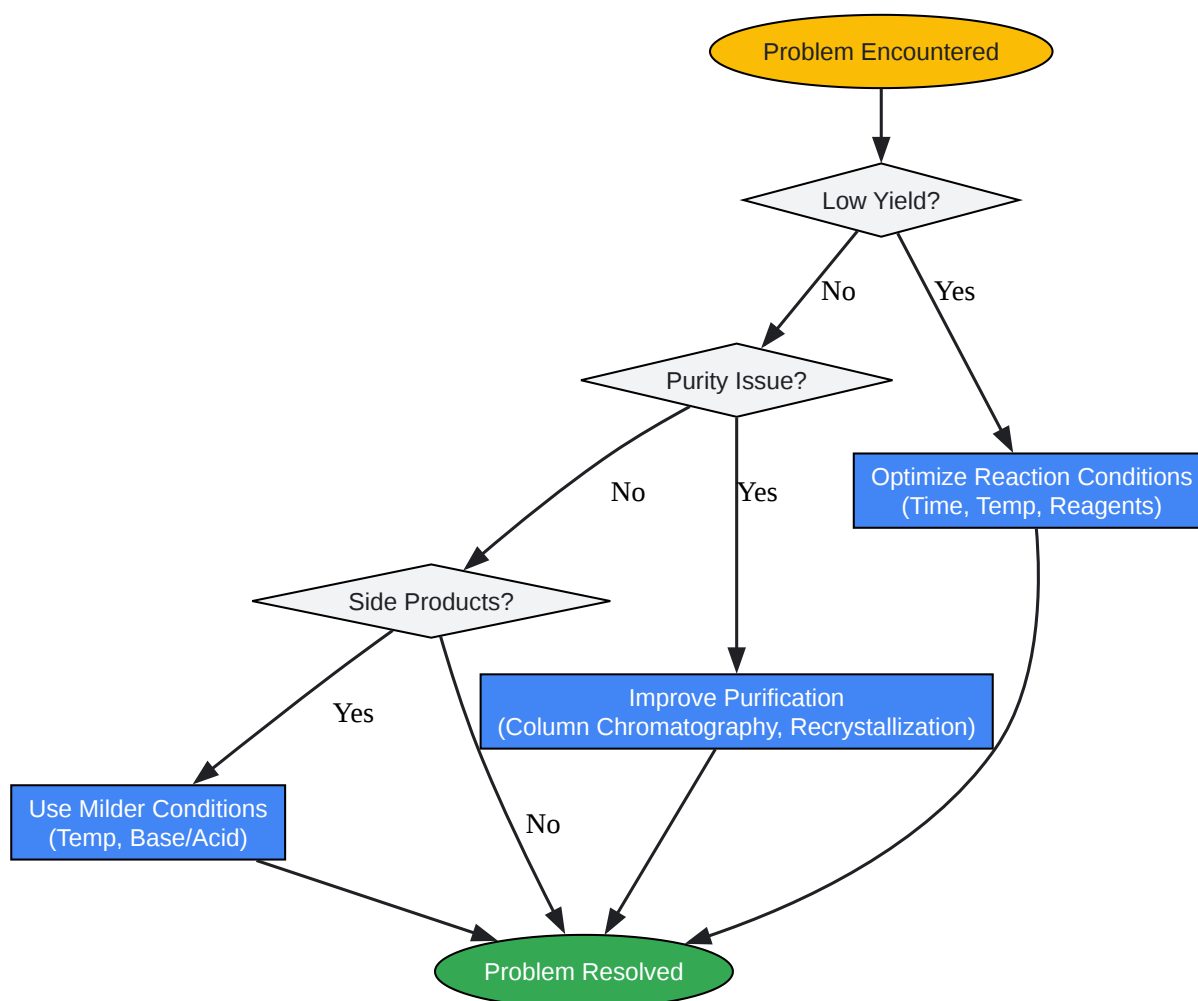 Problem Encountered
Low Yield?
No
Yes
Purity Issue?
No
Yes
Optimize Reaction Conditions
(Time, Temp, Reagents)
Side Products?
Yes
No
Improve Purification
(Column Chromatography, Recrystallization)
Use Milder Conditions
(Temp, Base/Acid)
Problem Resolved